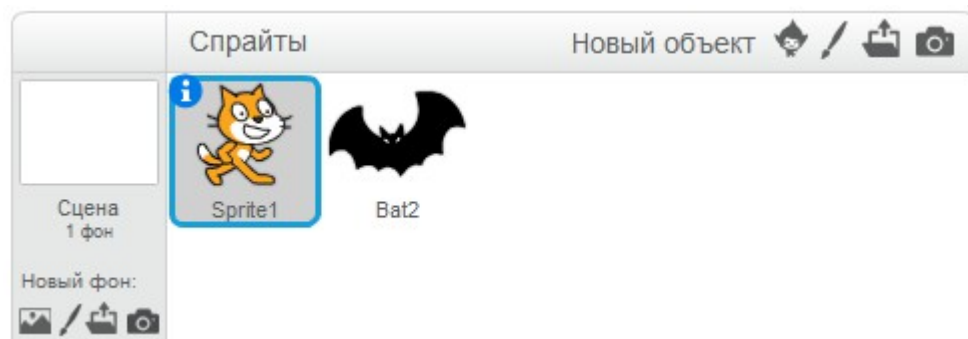 Спрайты
Новый объект
Sprite1
Bat2
Сцена
1 фон
Новый фон: